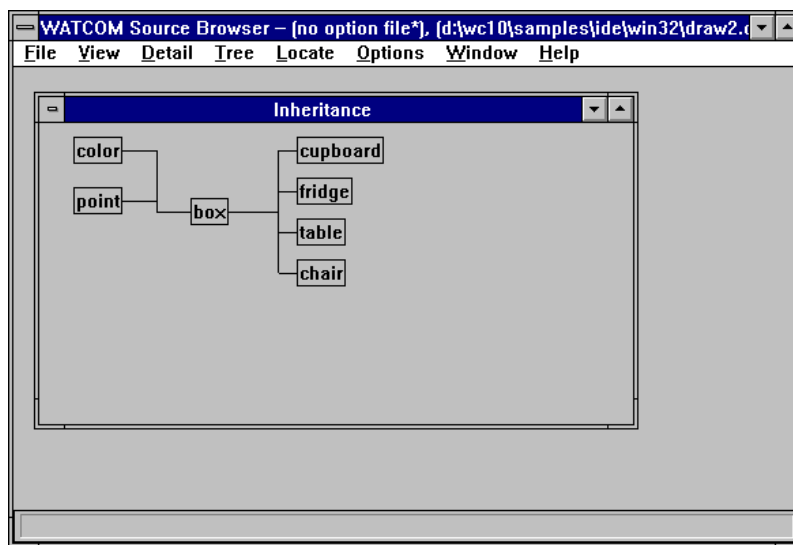 WATCOM Source Browser – (no option file*), (d:\wc10\samples\ide\win32\draw2.
File View Detail Tree Locate Options Window Help
Inheritance
color
point
box
cupboard
fridge
table
chair